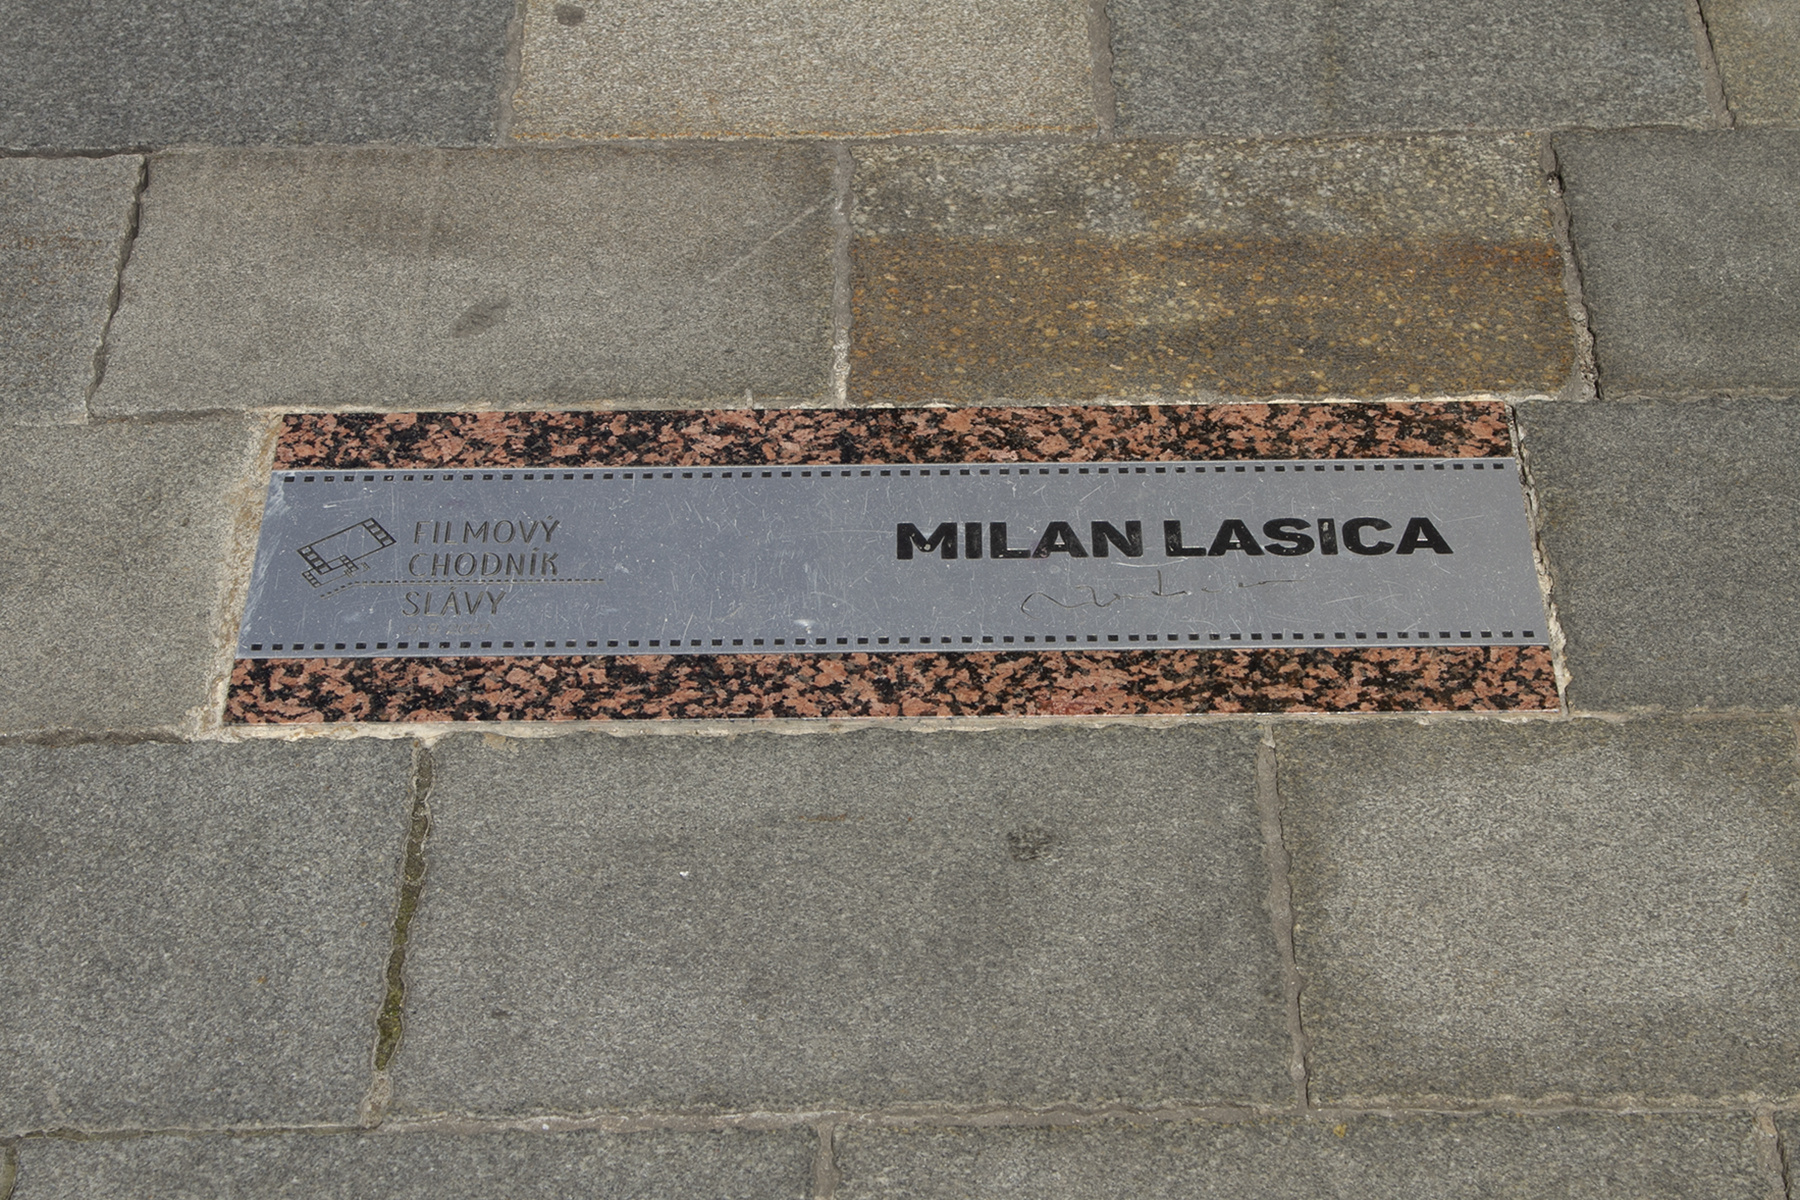 FILMOVÝ
CHODNÍK
SLÁVY
MILAN LASICA